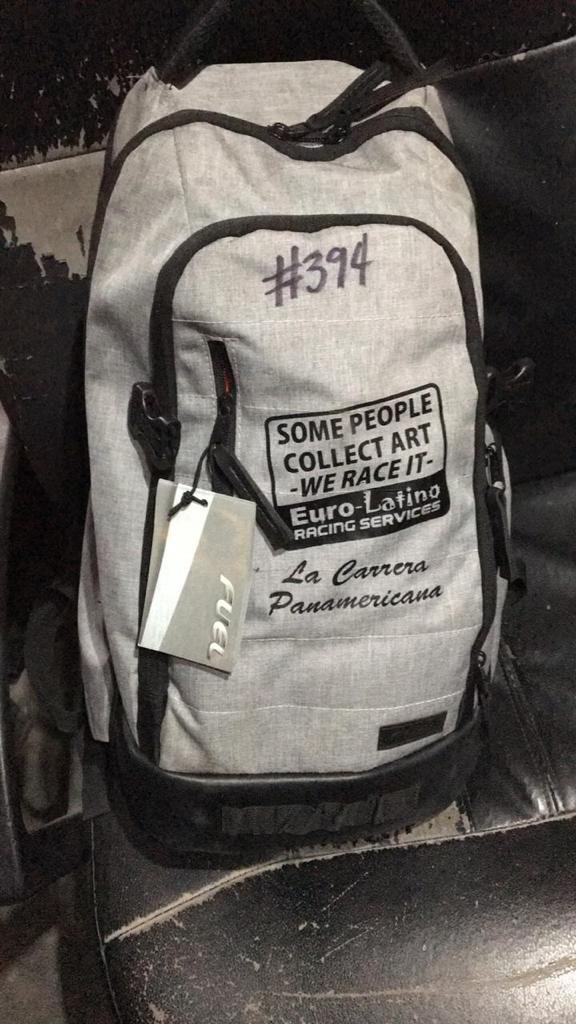 #394
SOME PEOPLE
COLLECT ART
-WE RACE IT-
Euro-Latino
RACING SERVICES
La Carrera
Panamericana
FUEL